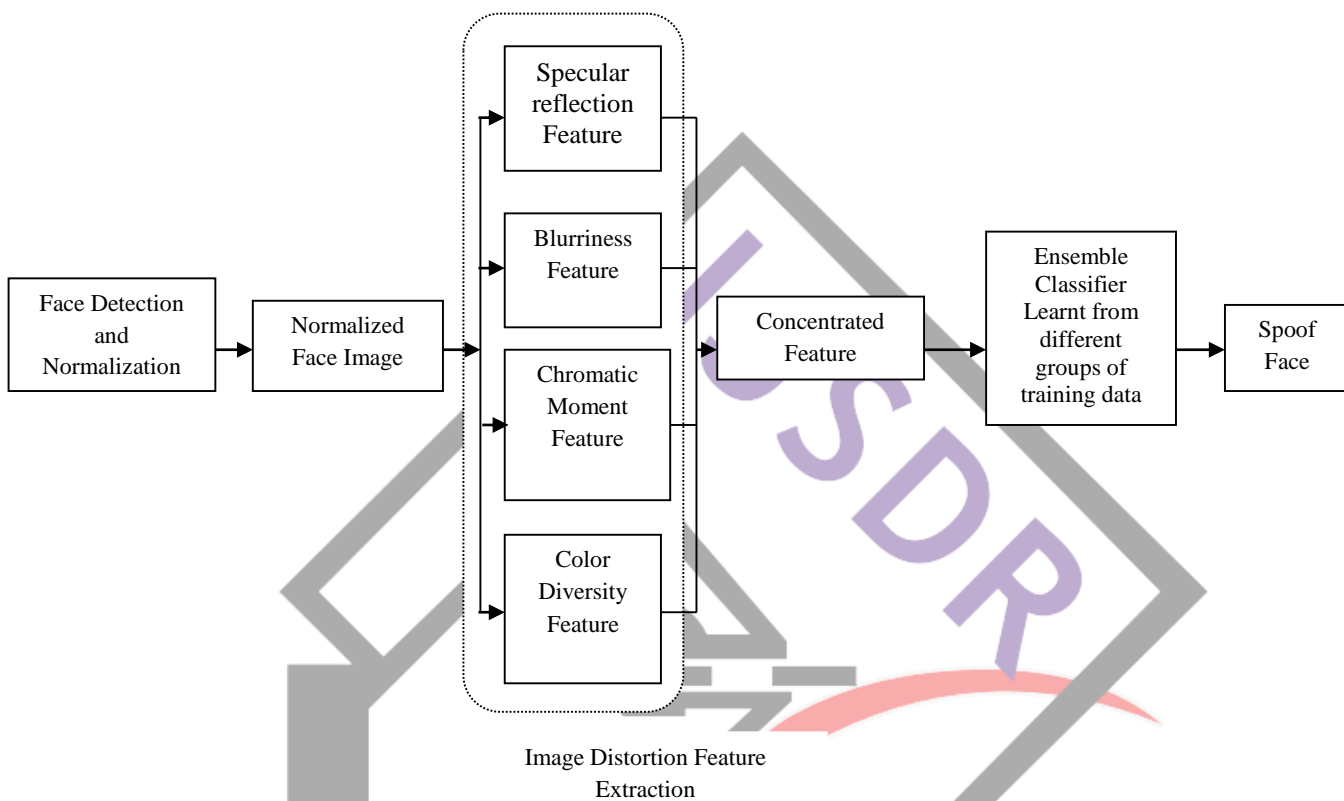 Face Detection
and
Normalization
Normalized
Face Image
Specular
reflection
Feature
Blurriness
Feature
Chromatic
Moment
Feature
Color
Diversity
Feature
Image Distortion Feature
Extraction
Concentrated
Feature
Ensemble
Classifier
Learnt from
different
groups of
training data
Spoof
Face
IJSDR